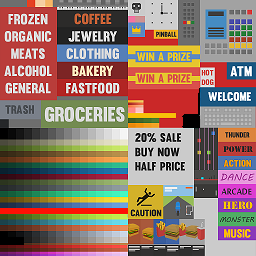 FROZEN
ORGANIC
MEATS
ALCOHOL
GENERAL
COFFEE
JEWELRY
CLOTHING
BAKERY
FASTFOOD
TRASH
GROCERIES
PINBALL
WIN A PRIZE
WIN A PRIZE
HOT
DOG
ATM
WELCOME
20% SALE
BUY NOW
HALF PRICE
CAUTION
THUNDER
POWER
ACTION
DANCE
ARCADE
HERO
MONSTER
MUSIC